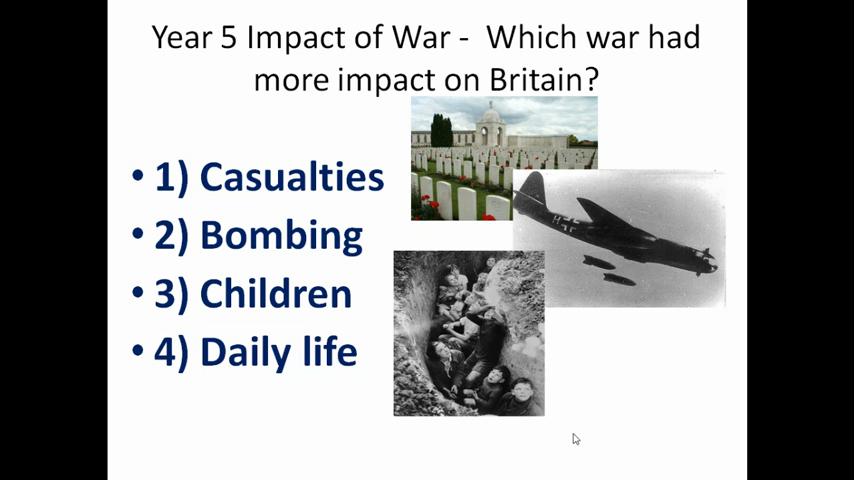 Year 5 Impact of War - Which war had
more impact on Britain?
• 1) Casualties
• 2) Bombing
• 3) Children
• 4) Daily life